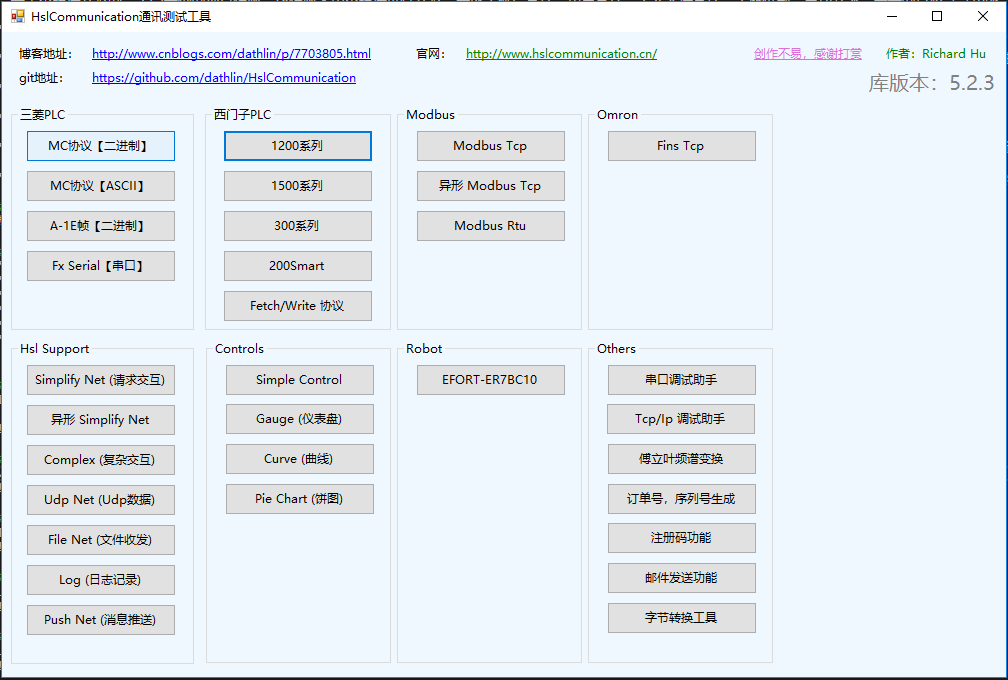 HslCommunication通讯测试工具
博客地址： http://www.cnblogs.com/dathlin/p/7703805.html 官网： http://www.hslcommunication.cn/ 创作不易，感谢打赏 作者：Richard Hu
git地址： https://github.com/dathlin/HslCommunication
库版本：5.2.3
三菱PLC
MC协议【二进制】
MC协议【ASCII】
A-1E帧【二进制】
Fx Serial【串口】
西门子PLC
1200系列
1500系列
300系列
200Smart
Fetch/Write 协议
Modbus
Modbus Tcp
异形 Modbus Tcp
Modbus Rtu
Omron
Fins Tcp
Hsl Support
Simplify Net (请求交互)
异形 Simplify Net
Complex (复杂交互)
Udp Net (Udp数据)
File Net (文件收发)
Log (日志记录)
Push Net (消息推送)
Controls
Simple Control
Gauge (仪表盘)
Curve (曲线)
Pie Chart (饼图)
Robot
EFORT-ER7BC10
Others
串口调试助手
Tcp/Ip 调试助手
傅立叶频谱变换
订单号，序列号生成
注册码功能
邮件发送功能
字节转换工具